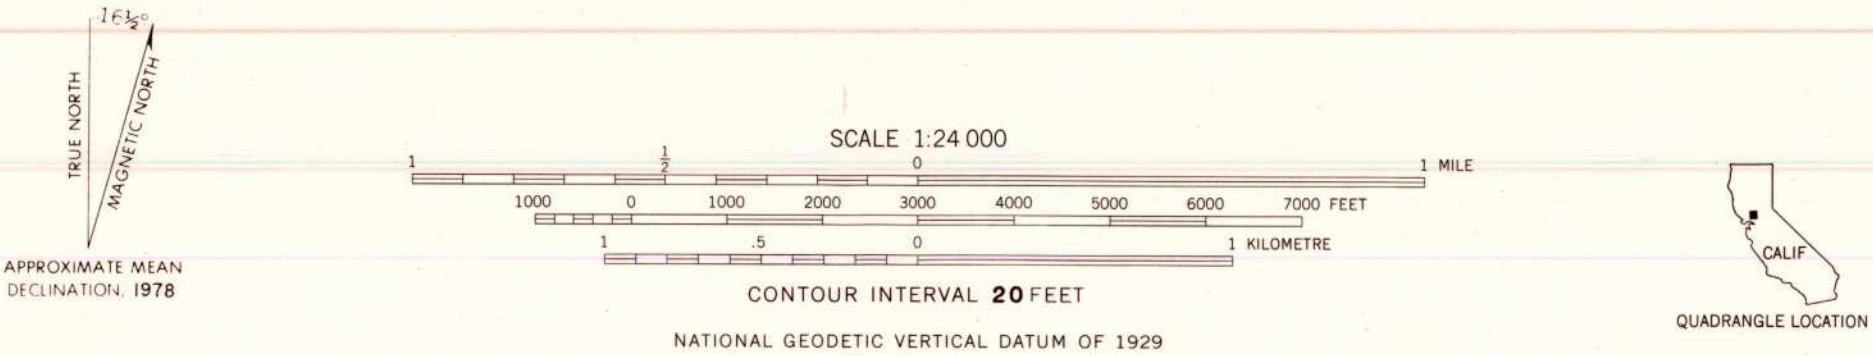 16½°
TRUE NORTH
MAGNETIC NORTH
APPROXIMATE MEAN
DECLINATION, 1978
SCALE 1:24 000
1 ½ 0 1 MILE
1000 0 1000 2000 3000 4000 5000 6000 7000 FEET
1 .5 0 1 KILOMETRE
CONTOUR INTERVAL 20 FEET
NATIONAL GEODETIC VERTICAL DATUM OF 1929
CALIF
QUADRANGLE LOCATION